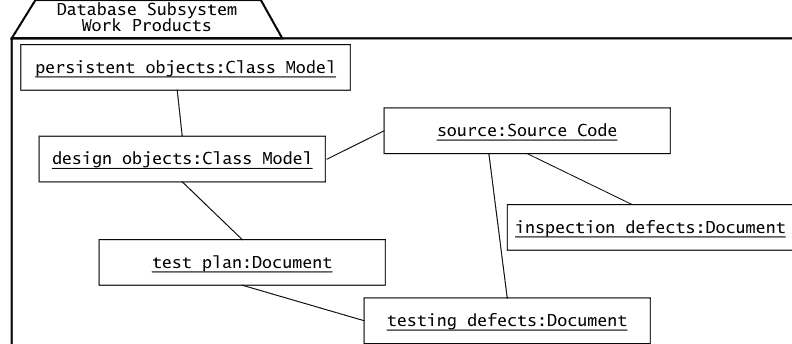 Database Subsystem
Work Products
persistent objects:Class Model
source:Source Code
design objects:Class Model
inspection defects:Document
test plan:Document
testing defects:Document